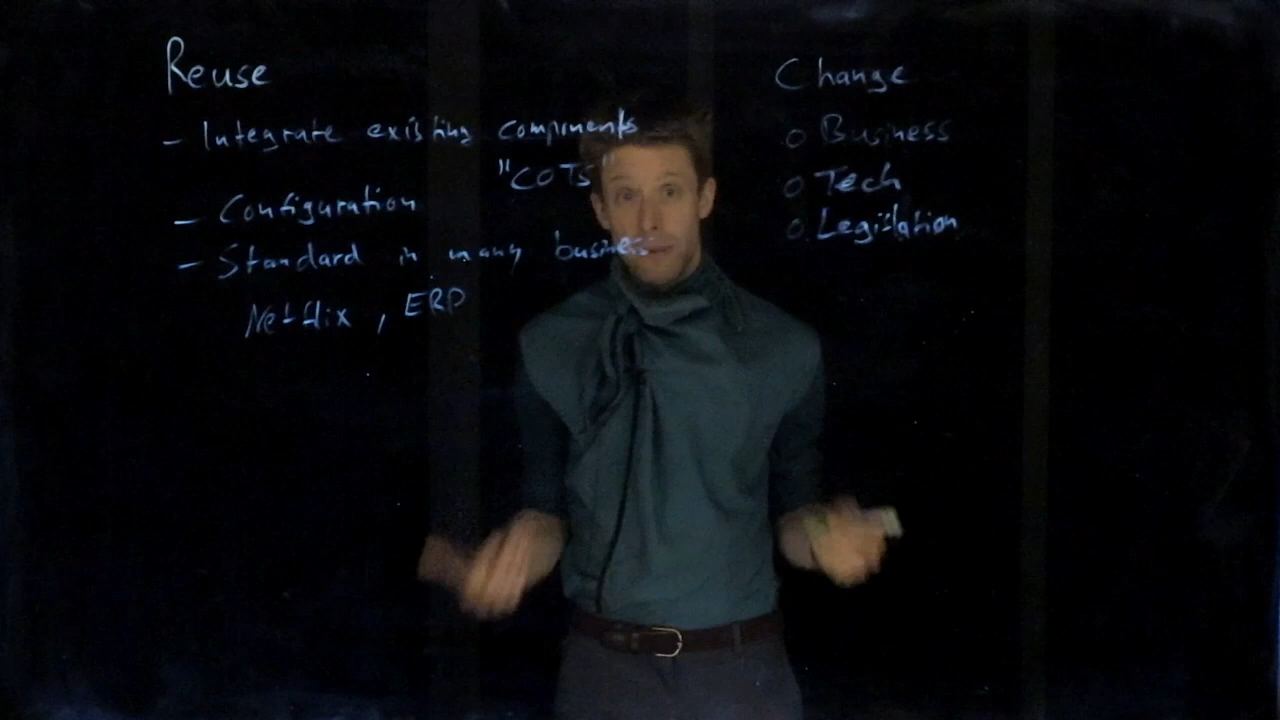 Reuse
- Integrate existing components
"COTS"
- Configuration
- Standard in many business
Netflix, ERP
Change
o Business
o Tech
o Legislation